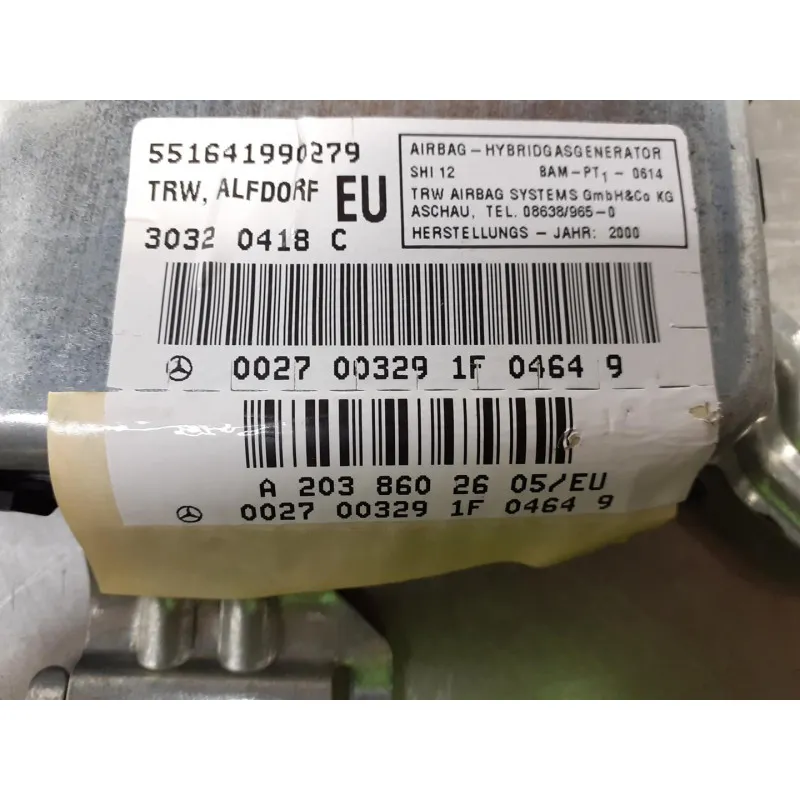 551641990279
TRW, ALFDORF EU
30320418 C
AIRBAG - HYBRIDGASGENERATOR
SHI 12 BAM-PT1-0614
TRW AIRBAG SYSTEMS GmbH&Co KG
ASCHAU, TEL. 08638/965-0
HERSTELLUNGS - JAHR: 2000
0027 00329 1F 0464 9
A 203 860 26 05/EU
0027 00329 1F 0464 9